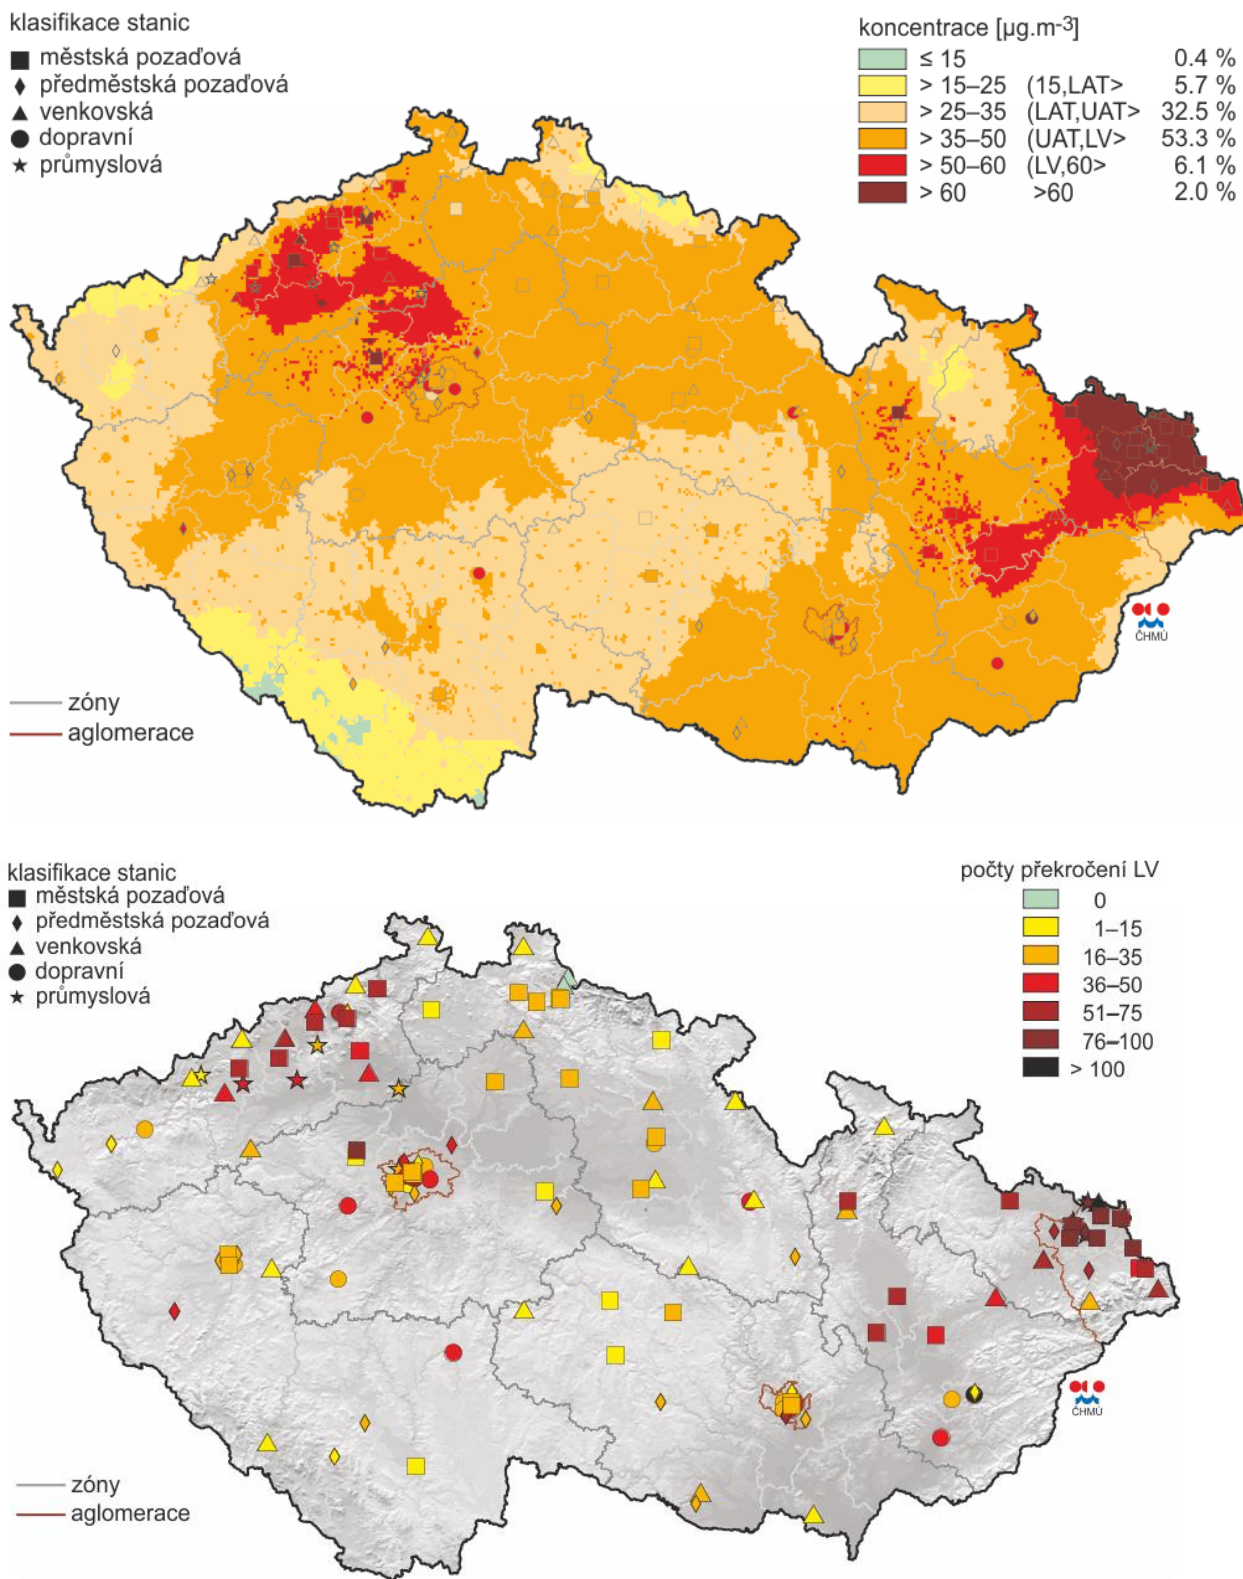 klasifikace stanic
městská pozaďová
předměstská pozaďová
venkovská
dopravní
průmyslová
koncentrace [µg.m-3]
≤ 15 0.4 %
> 15–25 (15,LAT> 5.7 %
> 25–35 (LAT,UAT> 32.5 %
> 35–50 (UAT,LV> 53.3 %
> 50–60 (LV,60> 6.1 %
> 60 >60 2.0 %
ČHMÚ
zóny
aglomerace
klasifikace stanic
městská pozaďová
předměstská pozaďová
venkovská
dopravní
průmyslová
počty překročení LV
0
1–15
16–35
36–50
51–75
76–100
> 100
ČHMÚ
zóny
aglomerace